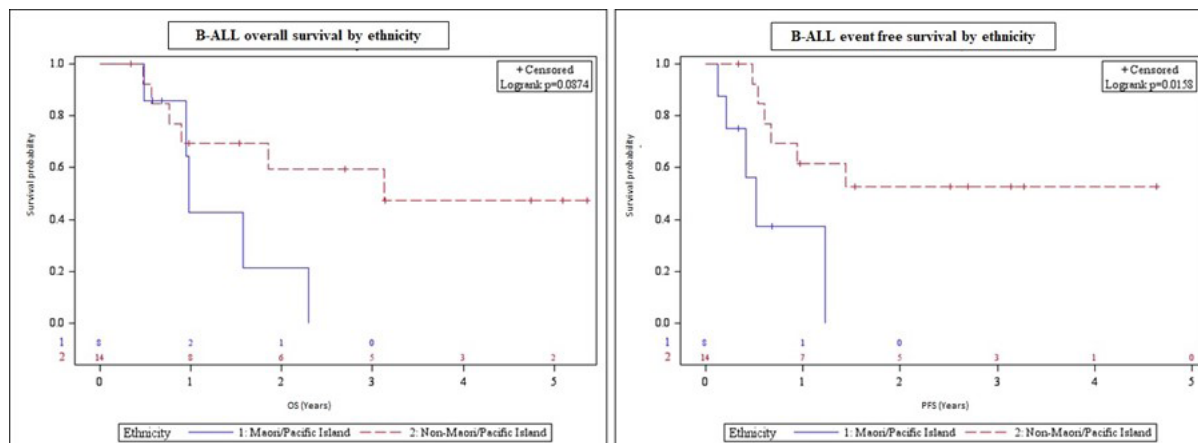 B-ALL overall survival by ethnicity
+ Censored
Logrank p=0.0874
1.0
0.8
0.6
0.4
0.2
0.0
Survival probability
1 8 2 1 0
2 14 8 6 5 3 2
0 1 2 3 4 5
OS (Years)
Ethnicity 1: Maori/Pacific Island 2: Non-Maori/Pacific Island
B-ALL event free survival by ethnicity
+ Censored
Logrank p=0.0158
1.0
0.8
0.6
0.4
0.2
0.0
Survival probability
1 8 1 0
2 14 7 5 3 1 0
0 1 2 3 4 5
PFS (Years)
Ethnicity 1: Maori/Pacific Island 2: Non-Maori/Pacific Island